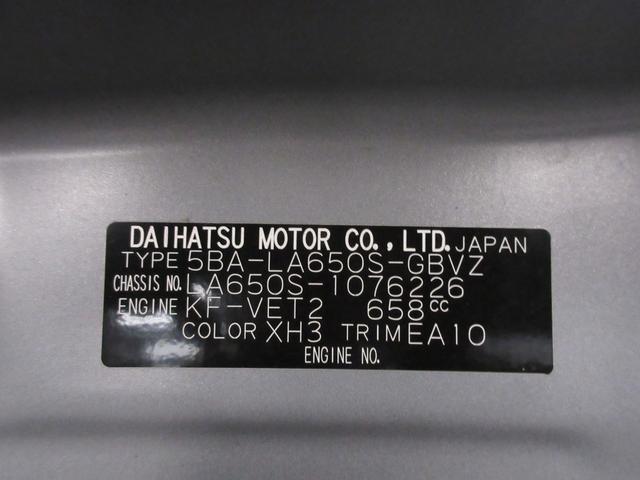 DAIHATSU MOTOR CO., LTD. JAPAN
TYPE 5BA-LA650S-GBVZ
CHASSIS NO. LA650S-1076226
ENGINE KF-VET2 658cc
COLOR XH3 TRIM EA10
ENGINE NO.